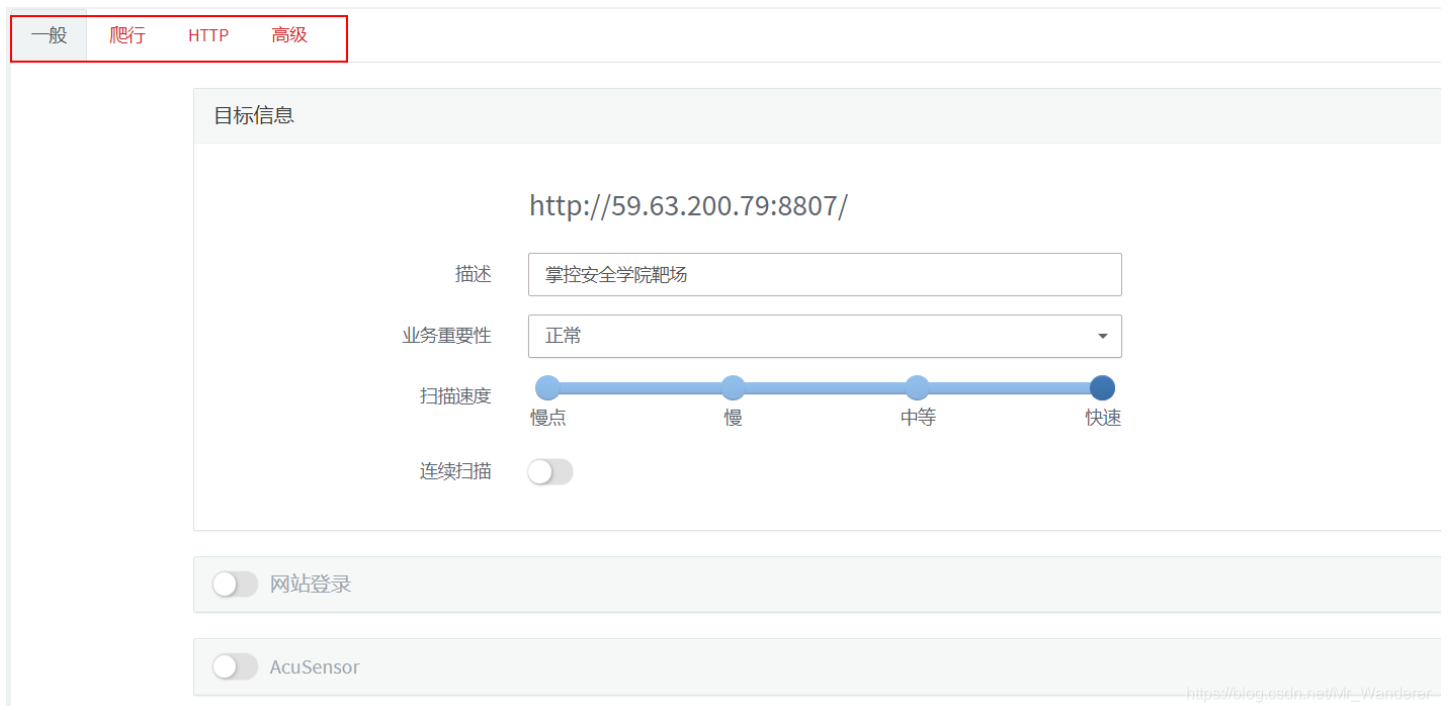 一般 爬行 HTTP 高级
目标信息
http://59.63.200.79:8807/
描述 掌控安全学院靶场
业务重要性 正常
扫描速度
慢点 慢 中等 快速
连续扫描
网站登录
AcuSensor
https://blog.csdn.net/Mr_Wanderer